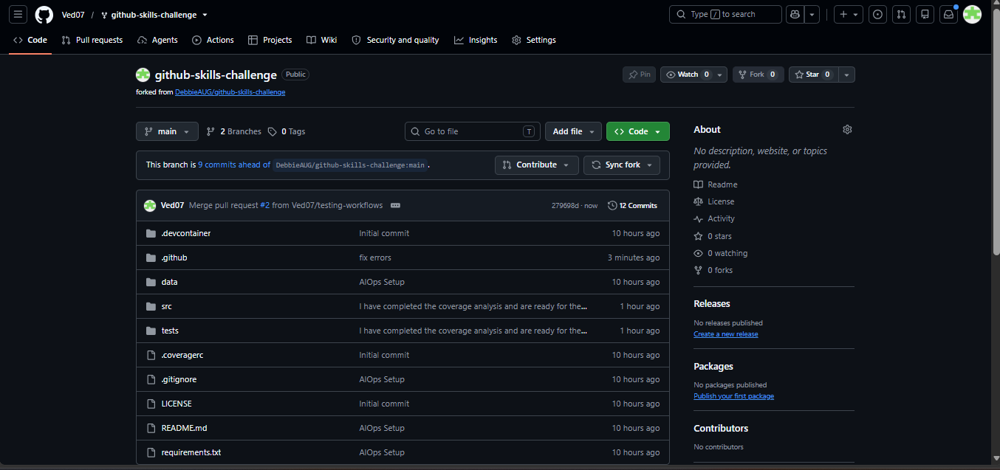 Ved07 / github-skills-challenge
Type / to search
Code
Pull requests
Agents
Actions
Projects
Wiki
Security and quality
Insights
Settings
github-skills-challenge Public
Pin
Watch 0
Fork 0
Star 0
forked from DebbieAUG/github-skills-challenge
main
2 Branches
0 Tags
Go to file T
Add file
Code
This branch is 9 commits ahead of DebbieAUG/github-skills-challenge:main .
Contribute
Sync fork
Ved07 Merge pull request #2 from Ved07/testing-workflows
279698d · now
12 Commits
.devcontainer Initial commit 10 hours ago
.github fix errors 3 minutes ago
data AIOps Setup 10 hours ago
src I have completed the coverage analysis and are ready for the... 1 hour ago
tests I have completed the coverage analysis and are ready for the... 1 hour ago
.coveragerc Initial commit 10 hours ago
.gitignore AIOps Setup 10 hours ago
LICENSE Initial commit 10 hours ago
README.md AIOps Setup 10 hours ago
requirements.txt AIOps Setup 10 hours ago
About
No description, website, or topics
provided.
Readme
License
Activity
0 stars
0 watching
0 forks
Releases
No releases published
Create a new release
Packages
No packages published
Publish your first package
Contributors
No contributors